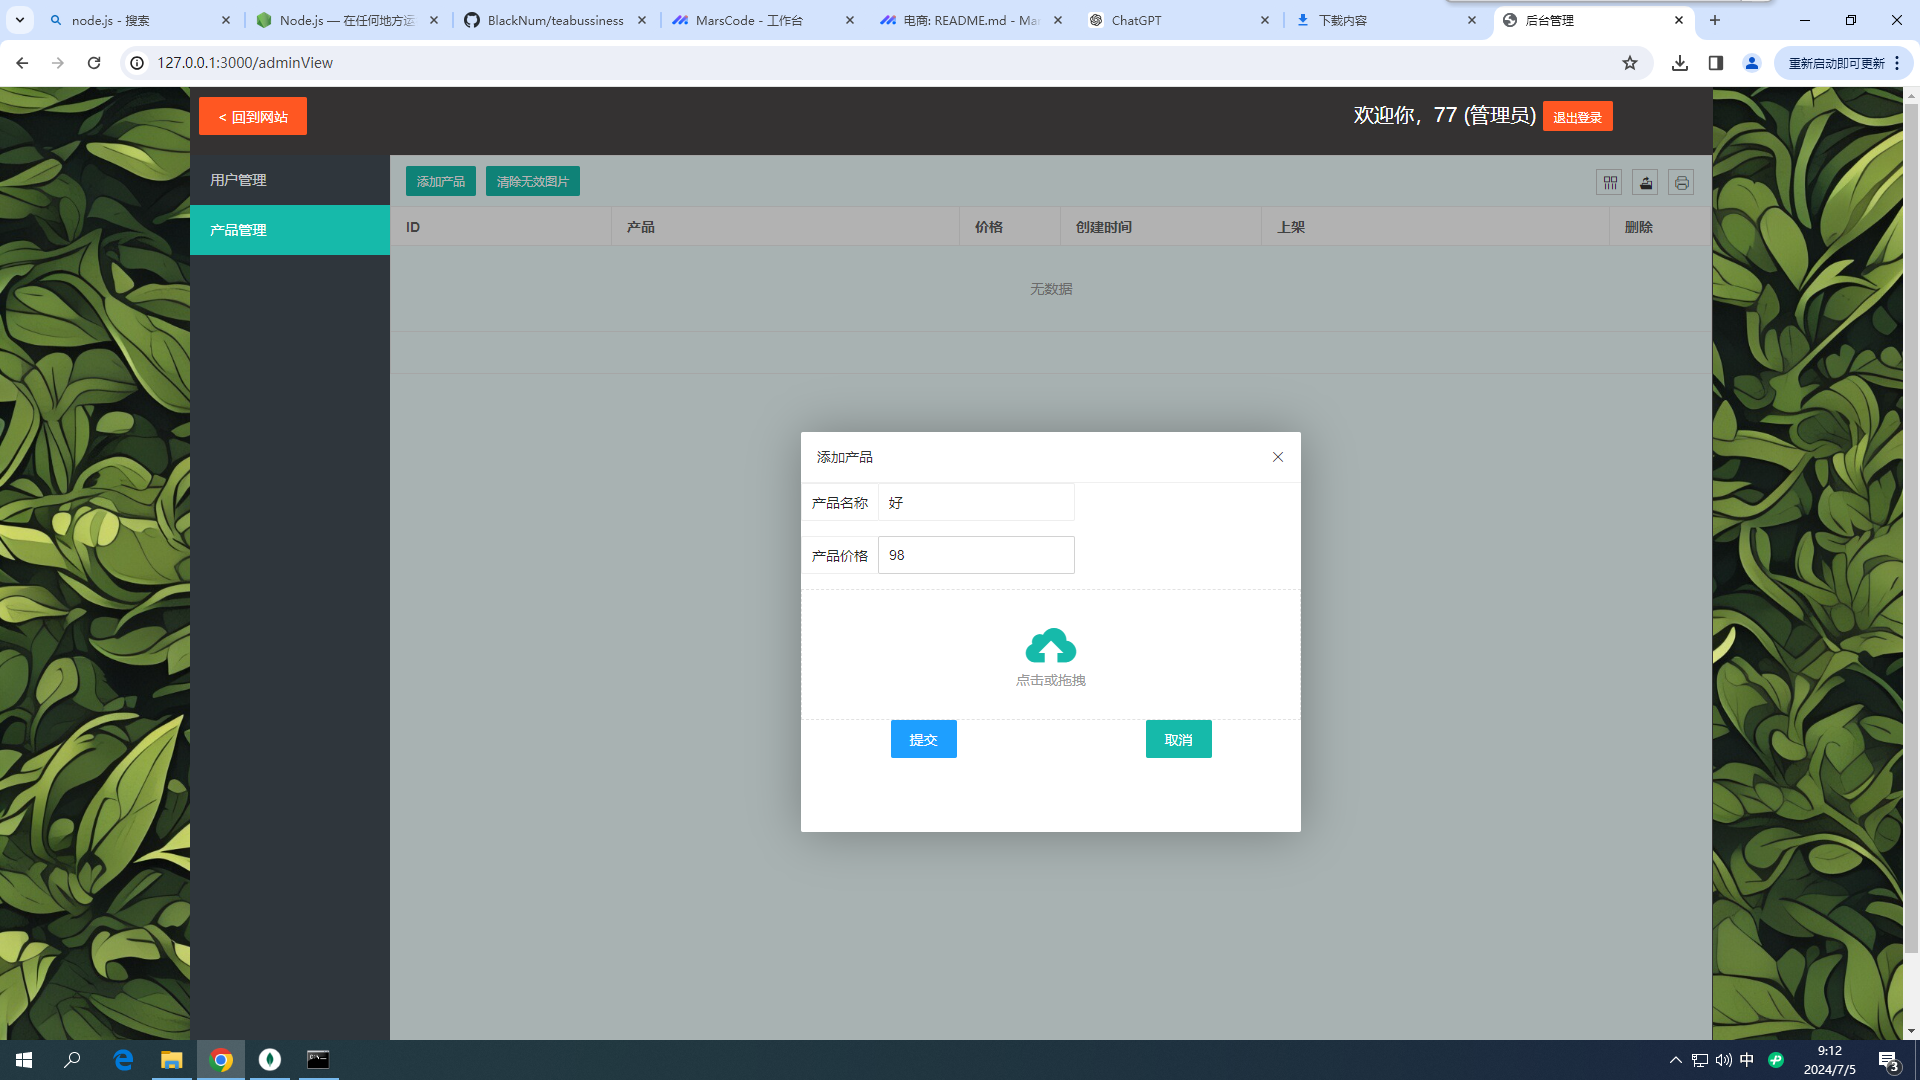 node.js - 搜索
Node.js — 在任何地方运
BlackNum/teabussiness
MarsCode - 工作台
电商: README.md - Ma
ChatGPT
下载内容
后台管理
127.0.0.1:3000/adminView
重新启动即可更新
< 回到网站
欢迎你，77 (管理员)
退出登录
用户管理
产品管理
添加产品
清除无效图片
ID
产品
价格
创建时间
上架
删除
无数据
添加产品
产品名称
好
产品价格
98
点击或拖拽
提交
取消
中
9:12
2024/7/5
3